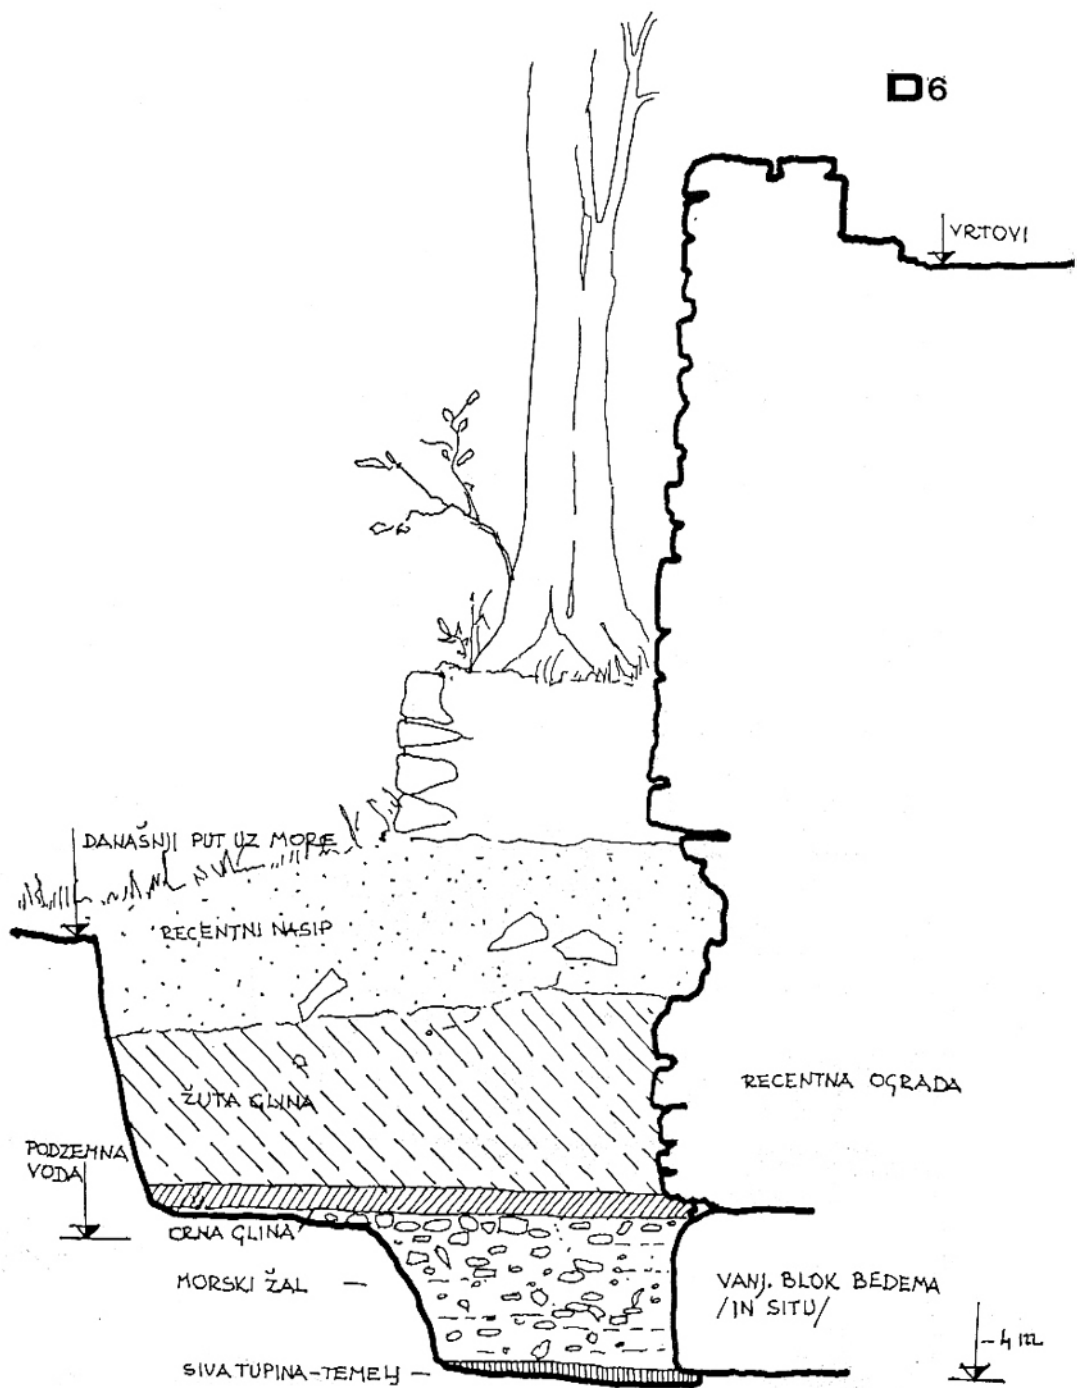 D6
VRTOVI
DANAŠNJI PUT UZ MORE
RECENTNI NASIP
ŽUTA GLINA
RECENTNA OGRADA
PODZEMNA
VODA
CRNA GLINA
MORSKI ŽAL
VANJ. BLOK BEDEMA
/IN SITU/
-4 m
SIVA TUPINA-TEMELJ